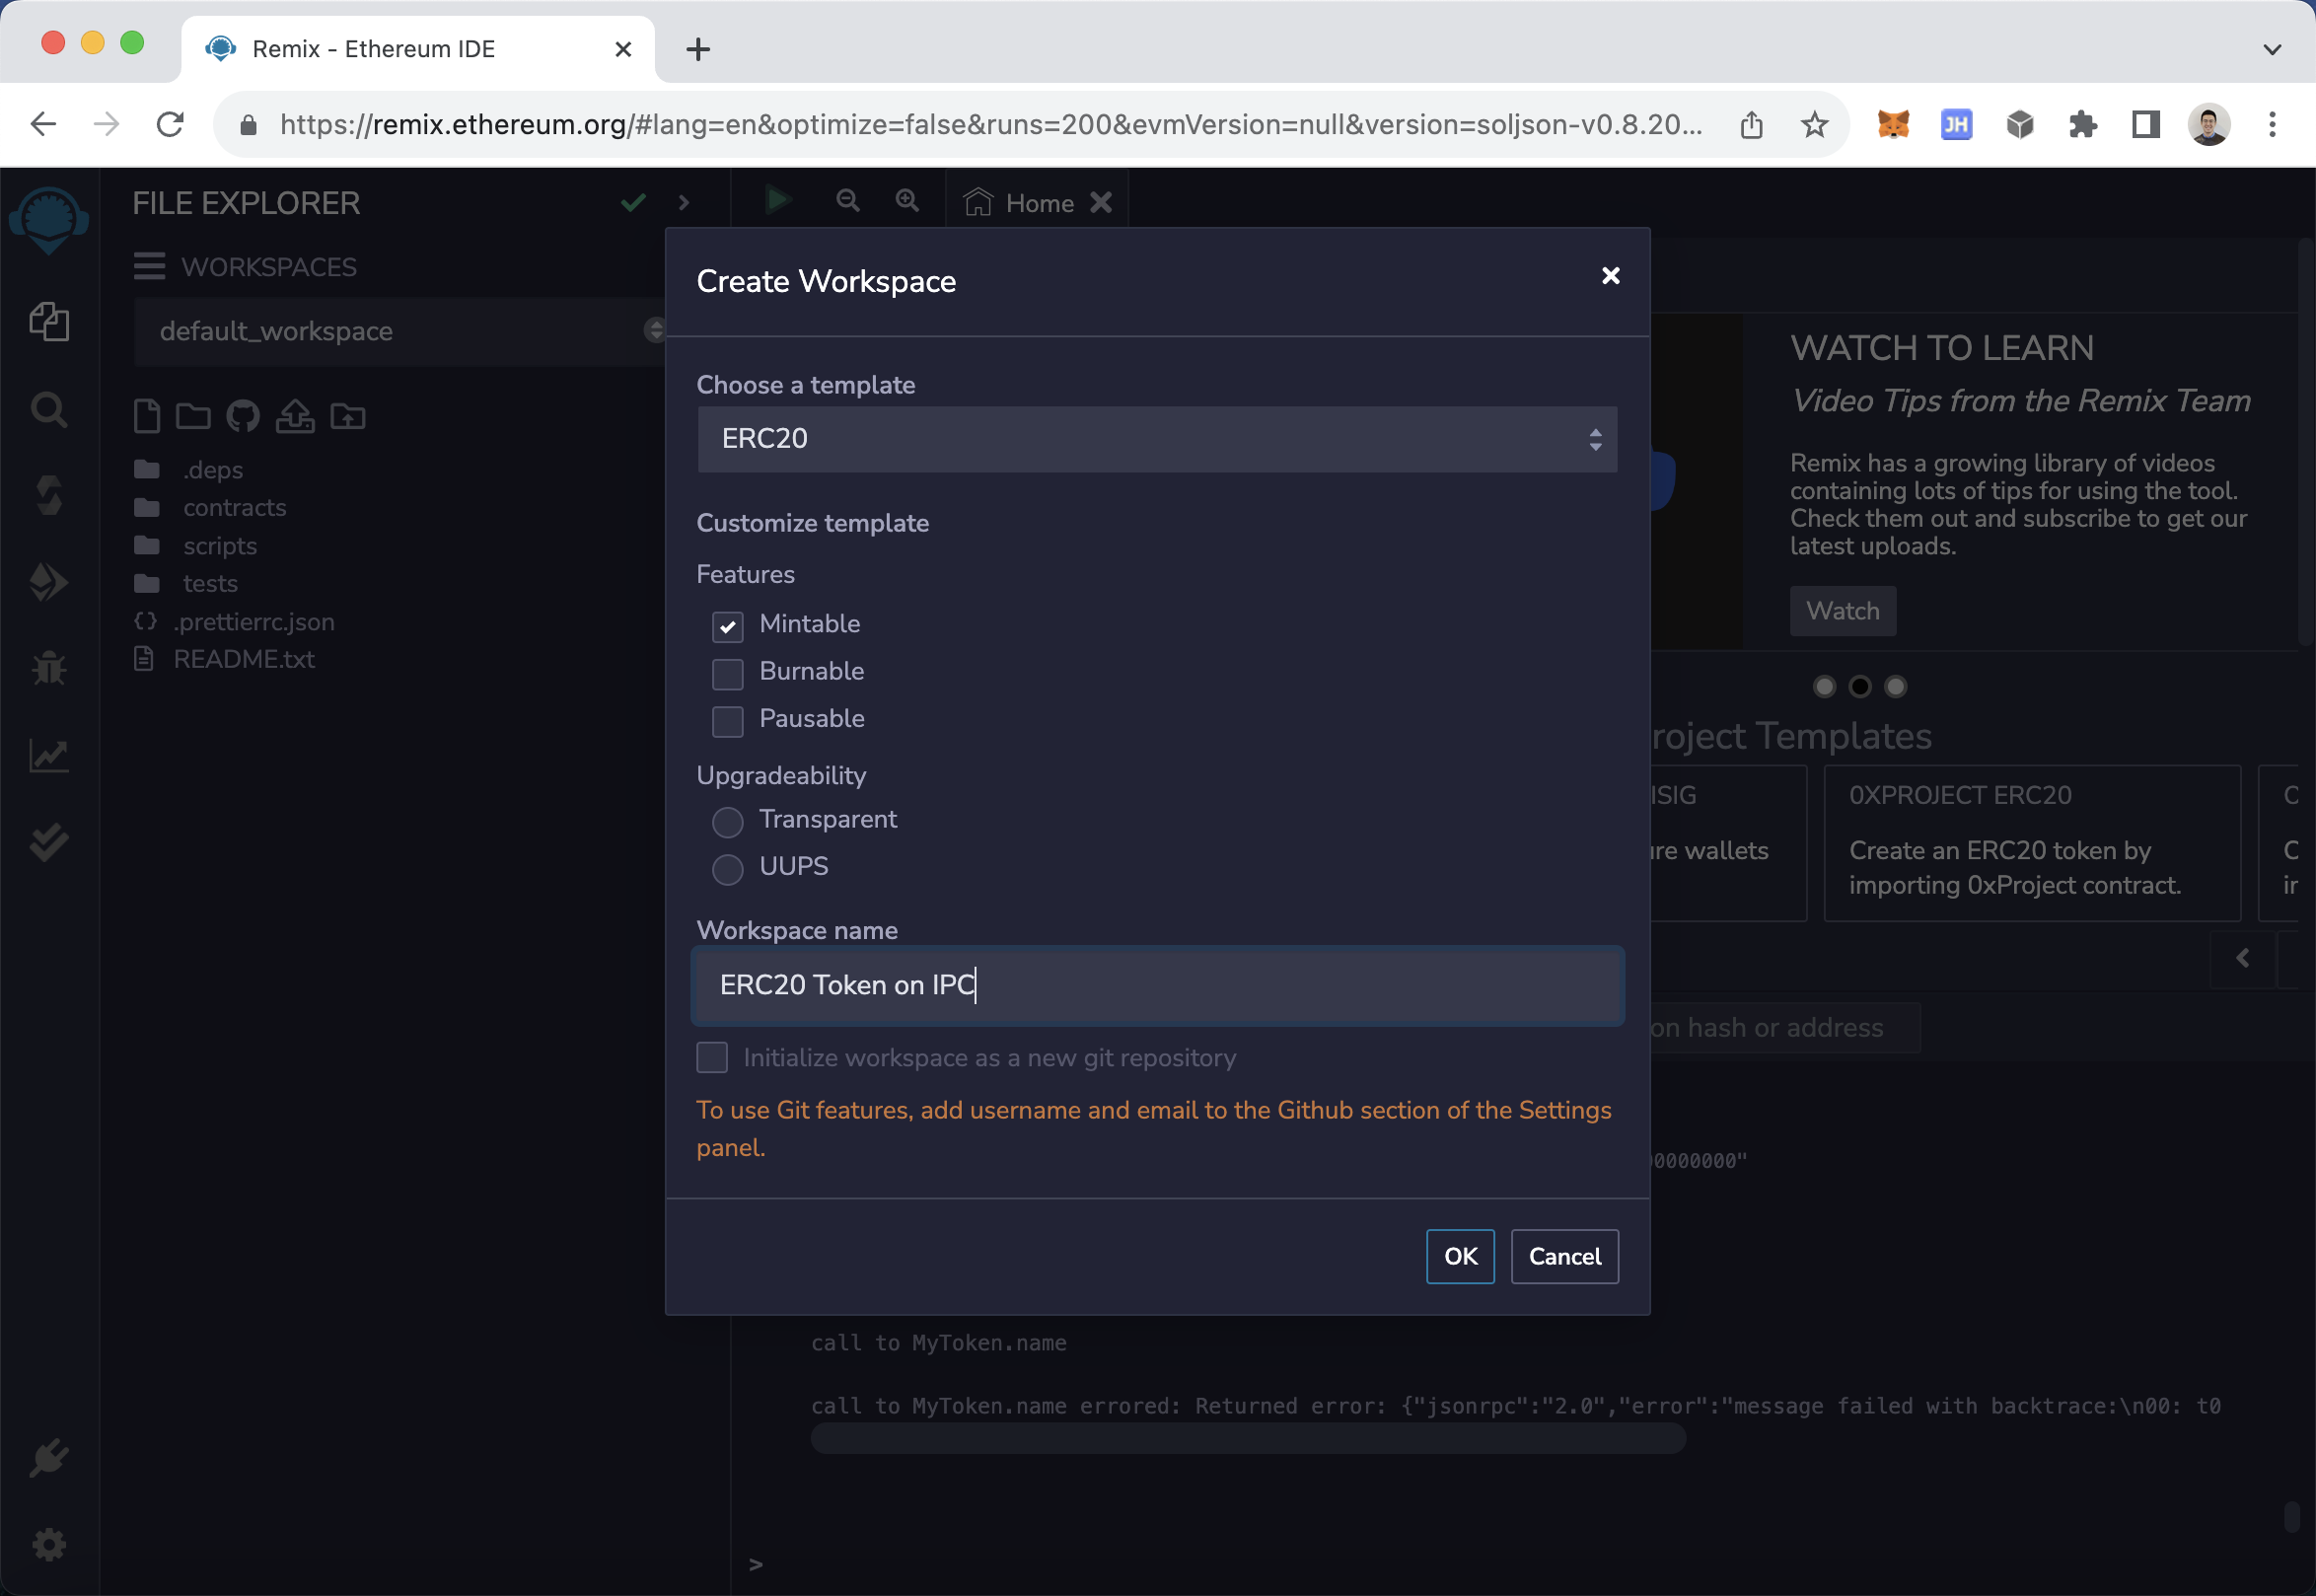 Remix - Ethereum IDE
https://remix.ethereum.org/#lang=en&optimize=false&runs=200&evmVersion=null&version=soljson-v0.8.20...
JH
FILE EXPLORER
Home
WORKSPACES
default_workspace
.deps
contracts
scripts
tests
.prettierrc.json
README.txt
Create Workspace
Choose a template
ERC20
Customize template
Features
Mintable
Burnable
Pausable
Upgradeability
Transparent
UUPS
Workspace name
ERC20 Token on IPC
Initialize workspace as a new git repository
To use Git features, add username and email to the Github section of the Settings
panel.
OK
Cancel
WATCH TO LEARN
Video Tips from the Remix Team
Remix has a growing library of videos
containing lots of tips for using the tool.
Check them out and subscribe to get our
latest uploads.
Watch
roject Templates
ISIG
wallets
0XPROJECT ERC20
Create an ERC20 token by
importing 0xProject contract.
on hash or address
00000000"
call to MyToken.name
call to MyToken.name errored: Returned error: {"jsonrpc":"2.0","error":"message failed with backtrace:\n00: t0
>